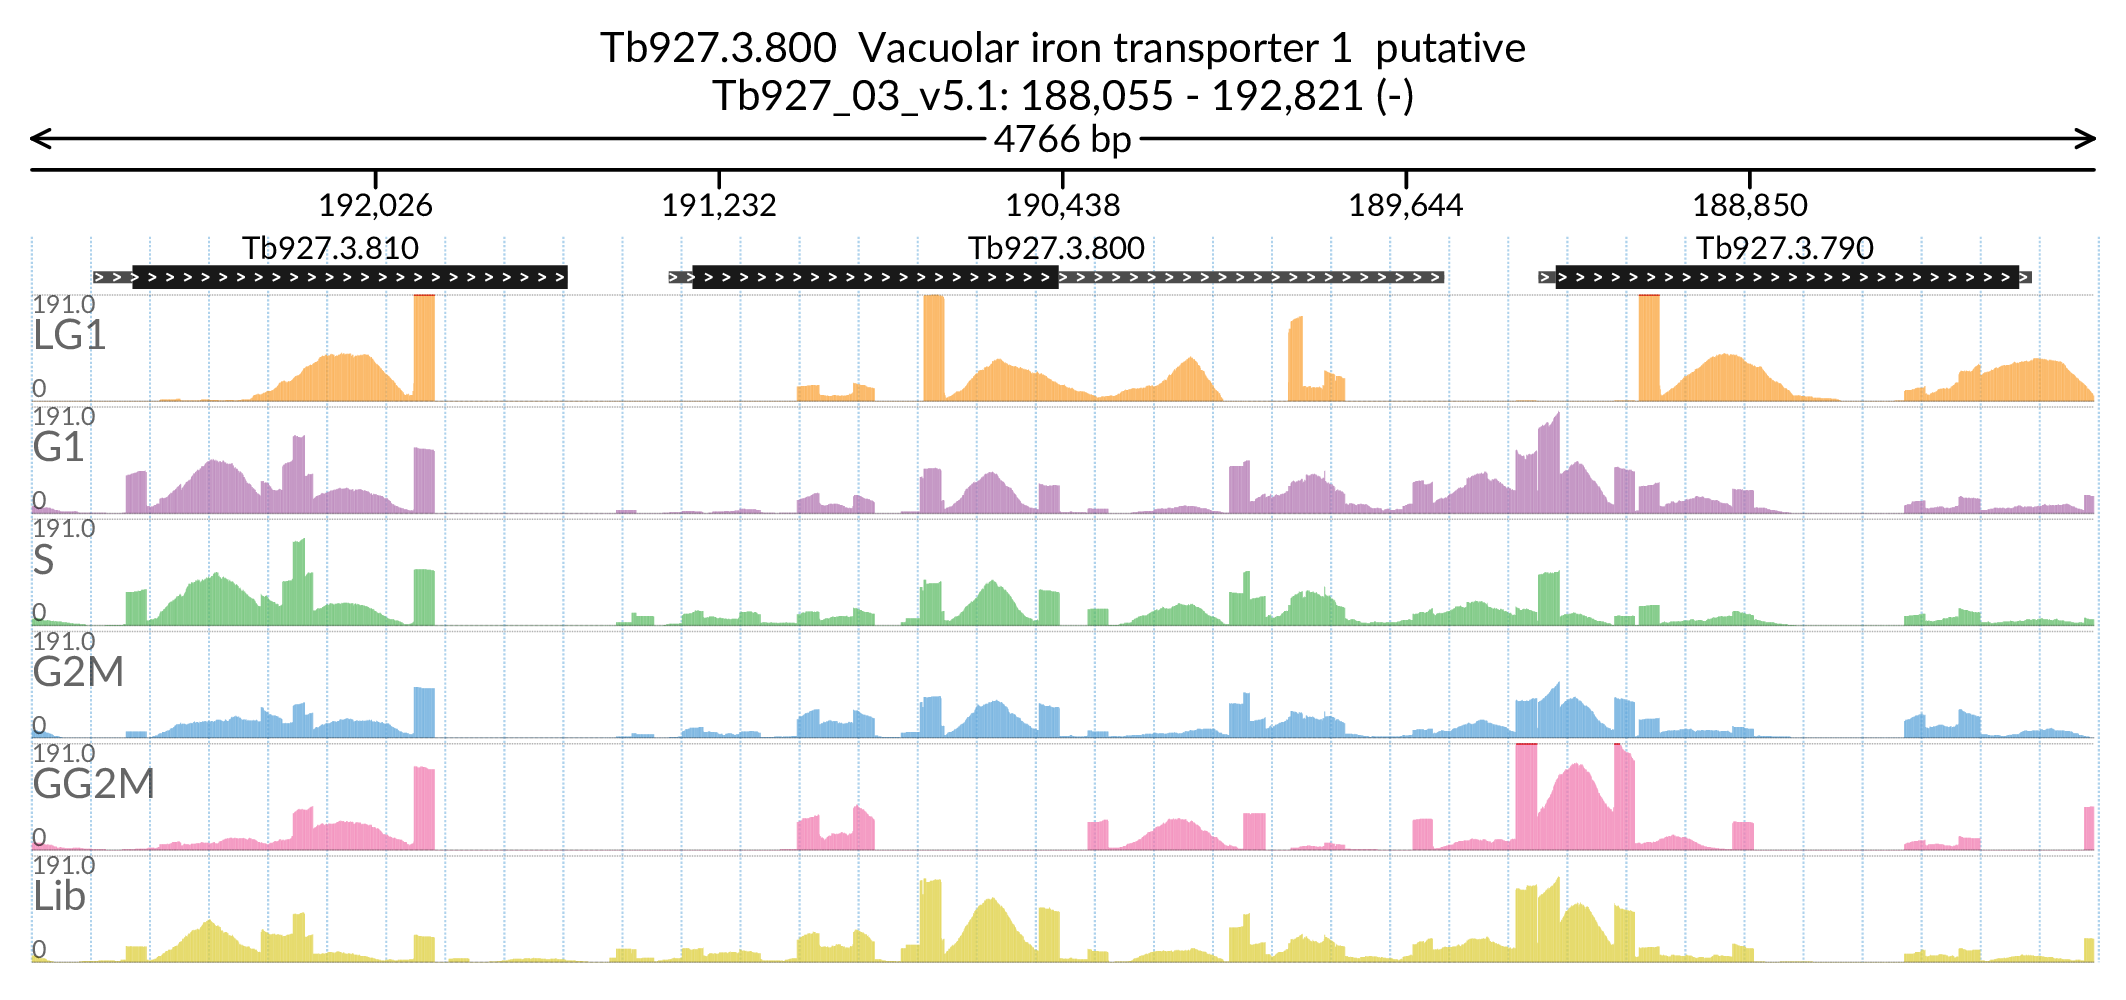 Tb927.3.800 Vacuolar iron transporter 1 putative
Tb927_03_v5.1: 188,055 - 192,821 (-)
4766 bp
192,026 191,232 190,438 189,644 188,850
Tb927.3.810 Tb927.3.800 Tb927.3.790
191.0
LG1
0
191.0
G1
0
191.0
S
0
191.0
G2M
0
191.0
GG2M
0
191.0
Lib
0